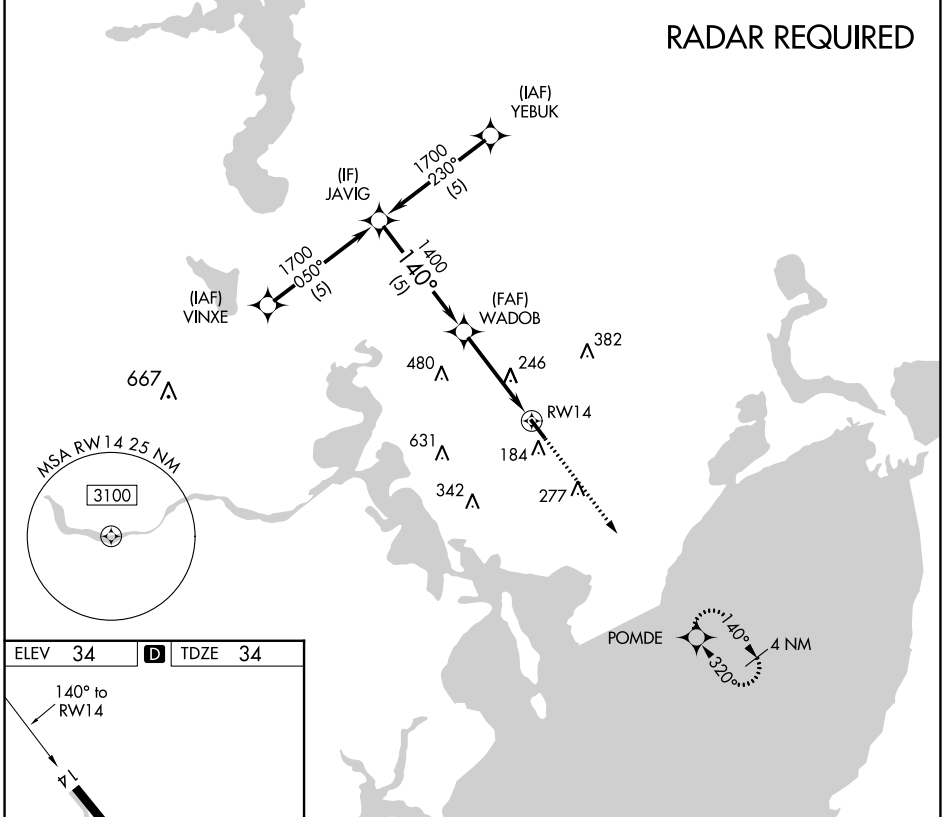 RADAR REQUIRED
(IAF)
YEBUK
1700
230°
(5)
(IF)
JAVIG
1700
050°
(5)
1400
140°
(5)
(IAF)
VINXE
(FAF)
WADOB
382
480
246
667
RW14
631
184
MSA RW14 25 NM
3100
342
277
POMDE
140°
4 NM
320°
ELEV 34 D TDZE 34
140° to
RW14
14